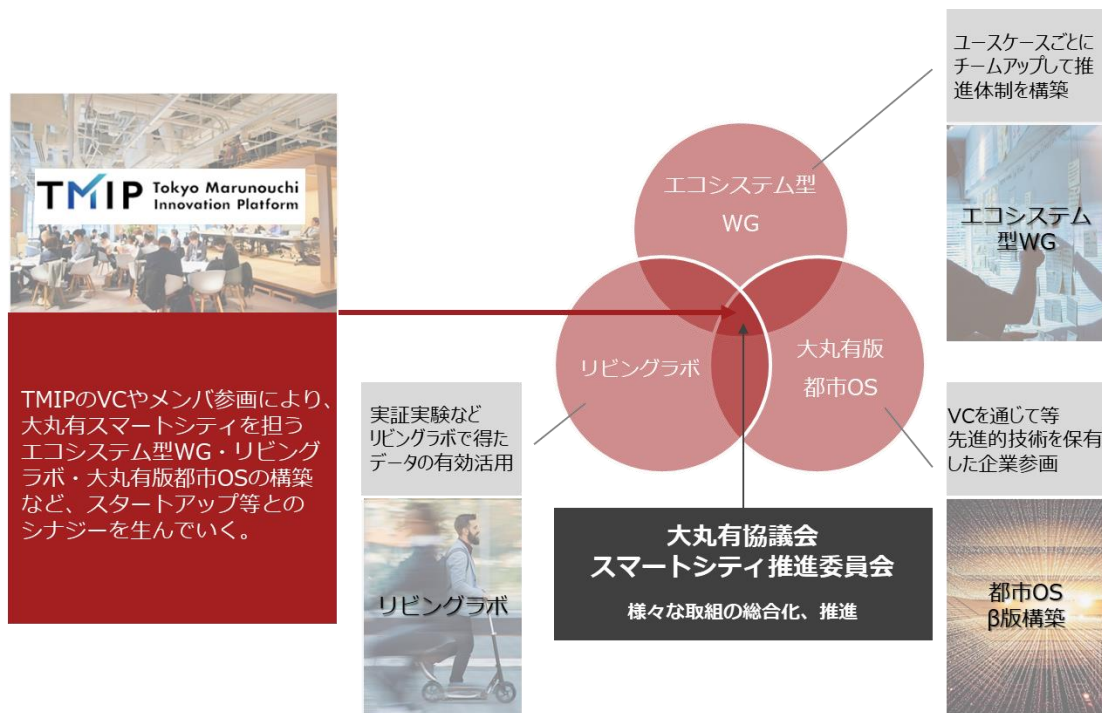 TMIP Tokyo Marunouchi
Innovation Platform
TMIPのVCやメンバ参画により、
大丸有スマートシティを担う
エコシステム型WG・リビング
ラボ・大丸有版都市OSの構築
など、スタートアップ等との
シナジーを生んでいく。
エコシステム型
WG
リビングラボ
大丸有版
都市OS
ユースケースごとに
チームアップして推
進体制を構築
エコシステム
型WG
実証実験など
リビングラボで得た
データの有効活用
リビングラボ
大丸有協議会
スマートシティ推進委員会
様々な取組の総合化、推進
VCを通じて等
先進的技術を保有
した企業参画
都市OS
β版構築